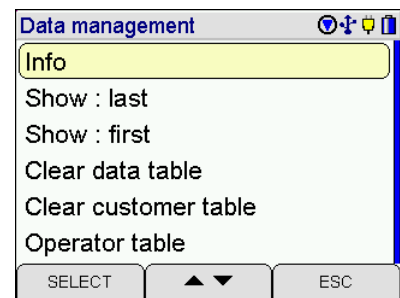 Data management
Info
Show : last
Show : first
Clear data table
Clear customer table
Operator table
SELECT
ESC